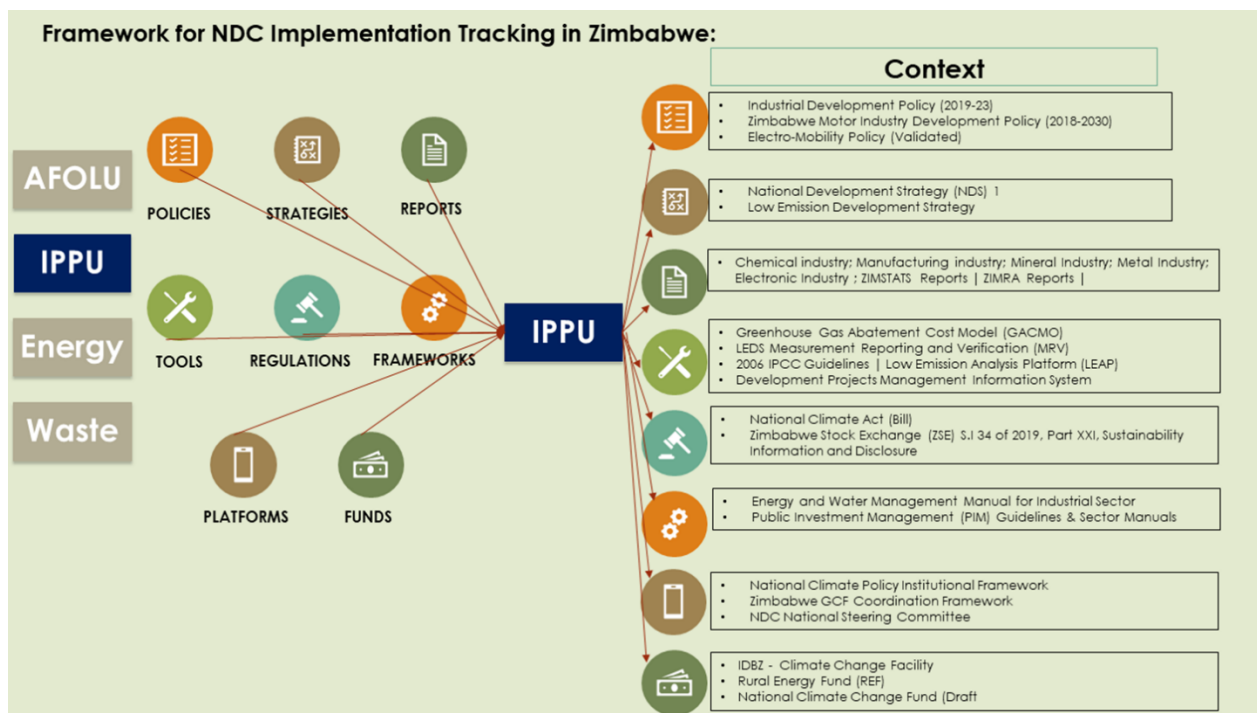 Framework for NDC Implementation Tracking in Zimbabwe:
AFOLU
IPPU
Energy
Waste
POLICIES
STRATEGIES
REPORTS
TOOLS
REGULATIONS
FRAMEWORKS
PLATFORMS
FUNDS
IPPU
Context
• Industrial Development Policy (2019-23)
• Zimbabwe Motor Industry Development Policy (2018-2030)
• Electro-Mobility Policy (Validated)
• National Development Strategy (NDS) 1
• Low Emission Development Strategy
• Chemical industry; Manufacturing industry; Mineral Industry; Metal Industry;
Electronic Industry ; ZIMSTATS Reports | ZIMRA Reports |
• Greenhouse Gas Abatement Cost Model (GACMO)
• LEDS Measurement Reporting and Verification (MRV)
• 2006 IPCC Guidelines | Low Emission Analysis Platform (LEAP)
• Development Projects Management Information System
• National Climate Act (Bill)
• Zimbabwe Stock Exchange (ZSE) S.I 34 of 2019, Part XXI, Sustainability
Information and Disclosure
• Energy and Water Management Manual for Industrial Sector
• Public Investment Management (PIM) Guidelines & Sector Manuals
• National Climate Policy Institutional Framework
• Zimbabwe GCF Coordination Framework
• NDC National Steering Committee
• IDBZ - Climate Change Facility
• Rural Energy Fund (REF)
• National Climate Change Fund (Draft